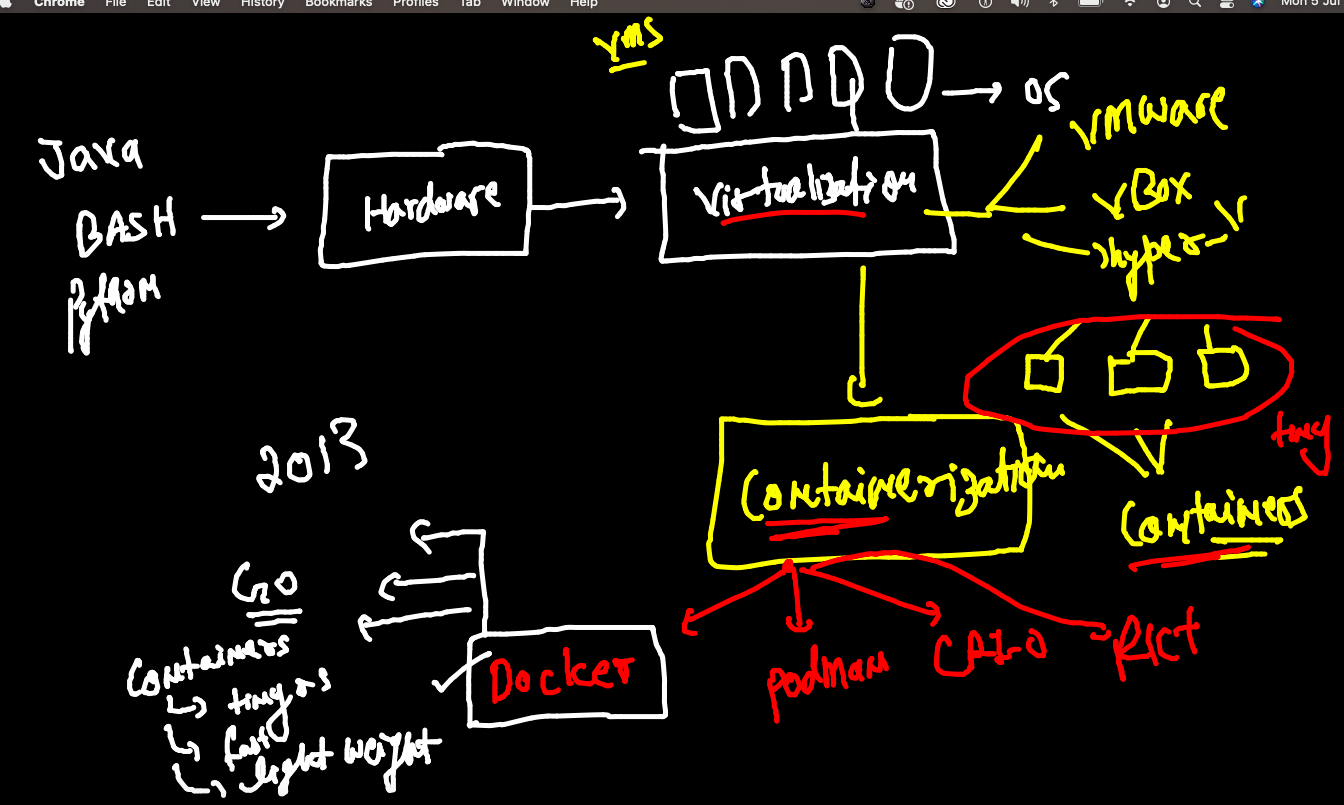 Chrome File Edit View History Bookmarks Profiles Tab Window Help Mon 5 Jul
vms
OS
Java
BASH
Python
Hardware
Virtualization
VMware
vBox
hyper-V
tiny
Containerization
Containers
2013
GO
Containers
tiny os
fast
light weight
Docker
podman
CRI-O
RKT